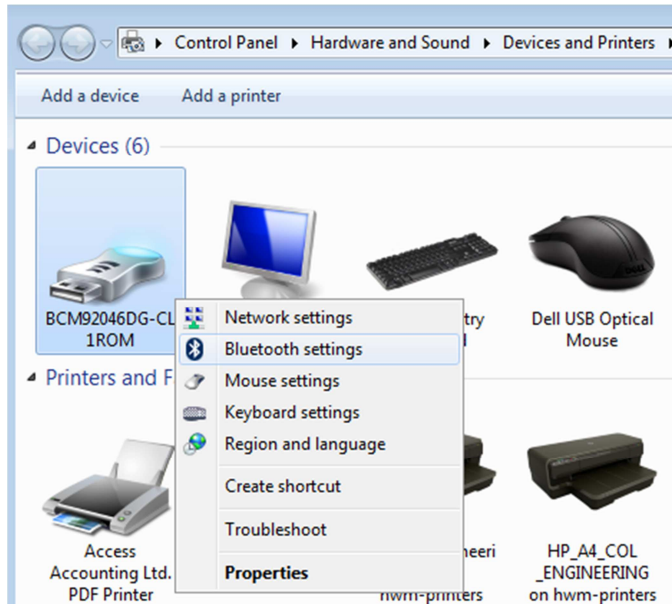 Control Panel Hardware and Sound Devices and Printers
Add a device Add a printer
Devices (6)
BCM92046DG-CL
1ROM
Dell USB Optical
Mouse
Network settings
Bluetooth settings
Mouse settings
Keyboard settings
Region and language
Create shortcut
Troubleshoot
Properties
Printers and F
Access
Accounting Ltd.
PDF Printer
hwm-printers
HP_A4_COL
_ENGINEERING
on hwm-printers